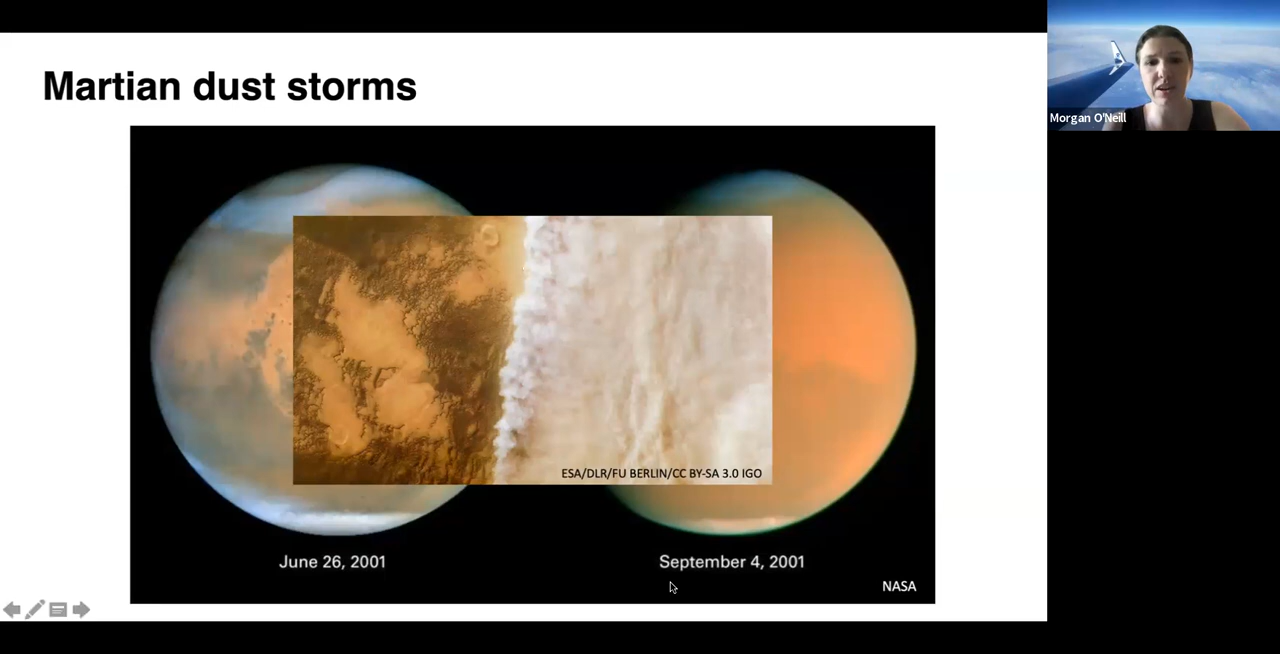 Martian dust storms
Morgan O'Neill
ESA/DLR/FU BERLIN/CC BY-SA 3.0 IGO
June 26, 2001
September 4, 2001
NASA